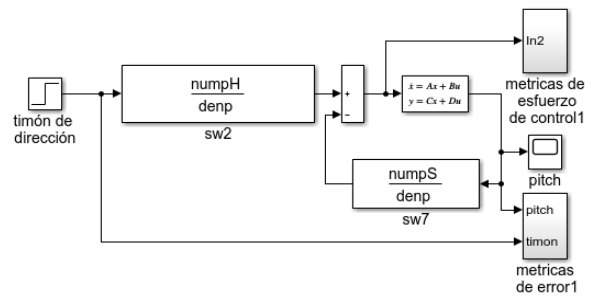 In2
metricas de
esfuerzo
de control1
numpH
denp
sw2
+
−
ẋ = Ax + Bu
y = Cx + Du
timón de
dirección
pitch
numpS
denp
sw7
pitch
timon
metricas
de error1